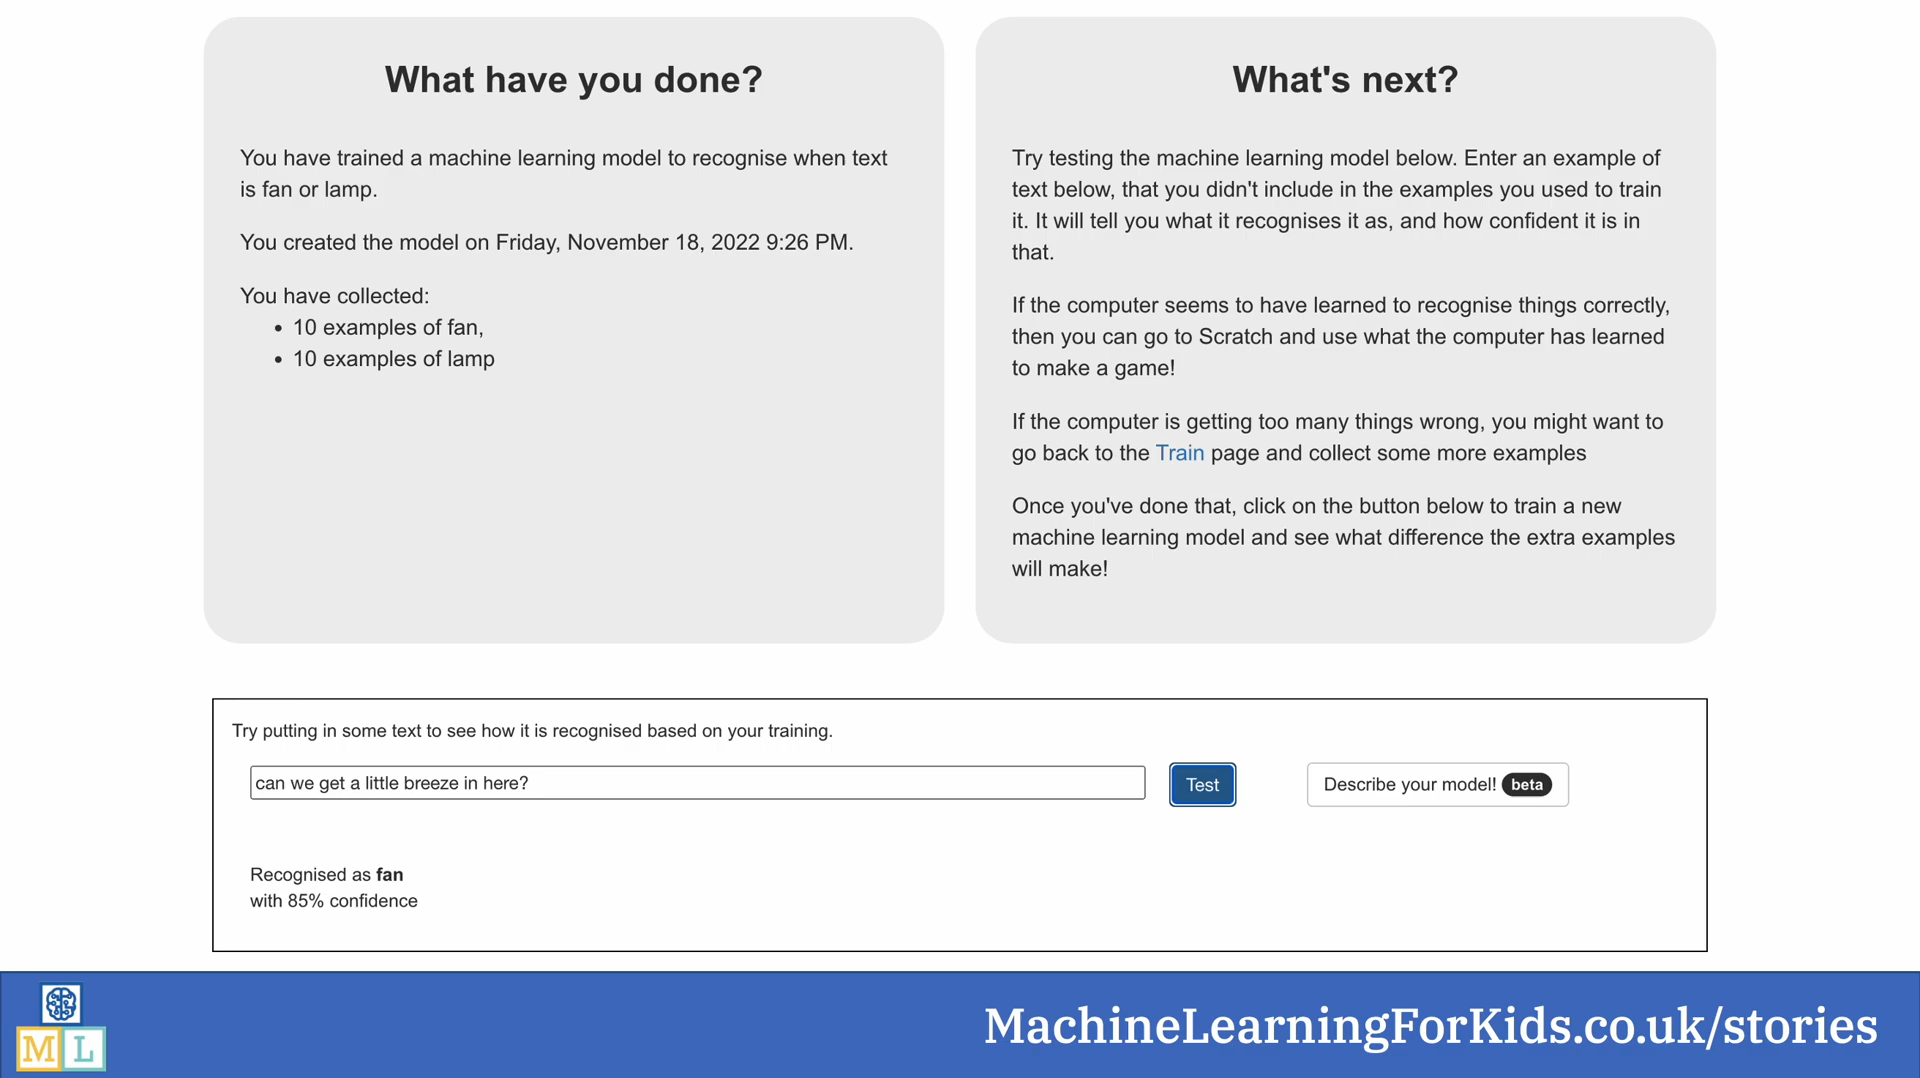 What have you done?
You have trained a machine learning model to recognise when text
is fan or lamp.
You created the model on Friday, November 18, 2022 9:26 PM.
You have collected:
• 10 examples of fan,
• 10 examples of lamp
What's next?
Try testing the machine learning model below. Enter an example of
text below, that you didn't include in the examples you used to train
it. It will tell you what it recognises it as, and how confident it is in
that.
If the computer seems to have learned to recognise things correctly,
then you can go to Scratch and use what the computer has learned
to make a game!
If the computer is getting too many things wrong, you might want to
go back to the Train page and collect some more examples
Once you've done that, click on the button below to train a new
machine learning model and see what difference the extra examples
will make!
Try putting in some text to see how it is recognised based on your training.
can we get a little breeze in here?
Test
Describe your model! beta
Recognised as fan
with 85% confidence
M L
MachineLearningForKids.co.uk/stories